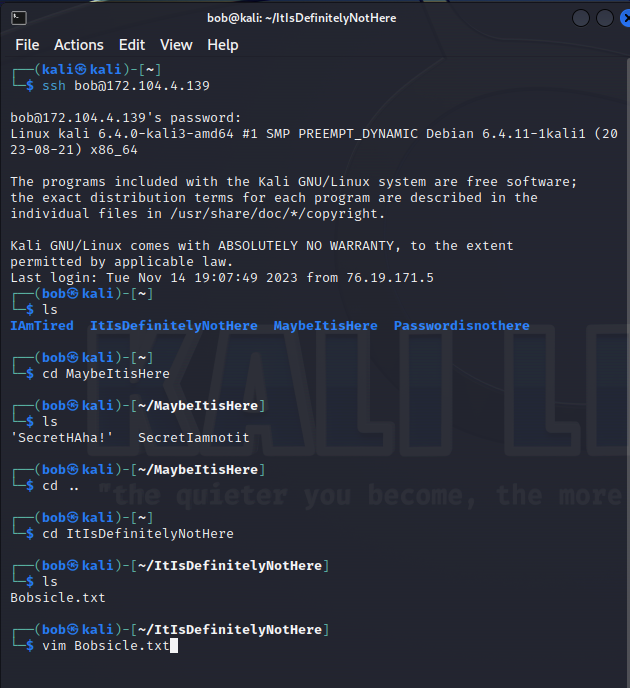 bob@kali: ~/ItIsDefinitelyNotHere
File Actions Edit View Help
┌──(kali㉿kali)-[~]
└─$ ssh bob@172.104.4.139
bob@172.104.4.139's password:
Linux kali 6.4.0-kali3-amd64 #1 SMP PREEMPT_DYNAMIC Debian 6.4.11-1kali1 (20
23-08-21) x86_64
The programs included with the Kali GNU/Linux system are free software;
the exact distribution terms for each program are described in the
individual files in /usr/share/doc/*/copyright.
Kali GNU/Linux comes with ABSOLUTELY NO WARRANTY, to the extent
permitted by applicable law.
Last login: Tue Nov 14 19:07:49 2023 from 76.19.171.5
┌──(bob㉿kali)-[~]
└─$ ls
IAmTired ItIsDefinitelyNotHere MaybeItisHere Passwordisnothere
┌──(bob㉿kali)-[~]
└─$ cd MaybeItisHere
┌──(bob㉿kali)-[~/MaybeItisHere]
└─$ ls
'SecretHAha!' SecretIamnotit
┌──(bob㉿kali)-[~/MaybeItisHere]
└─$ cd ..
┌──(bob㉿kali)-[~]
└─$ cd ItIsDefinitelyNotHere
┌──(bob㉿kali)-[~/ItIsDefinitelyNotHere]
└─$ ls
Bobsicle.txt
┌──(bob㉿kali)-[~/ItIsDefinitelyNotHere]
└─$ vim Bobsicle.txt
KALI LI
"the quieter you become, the more